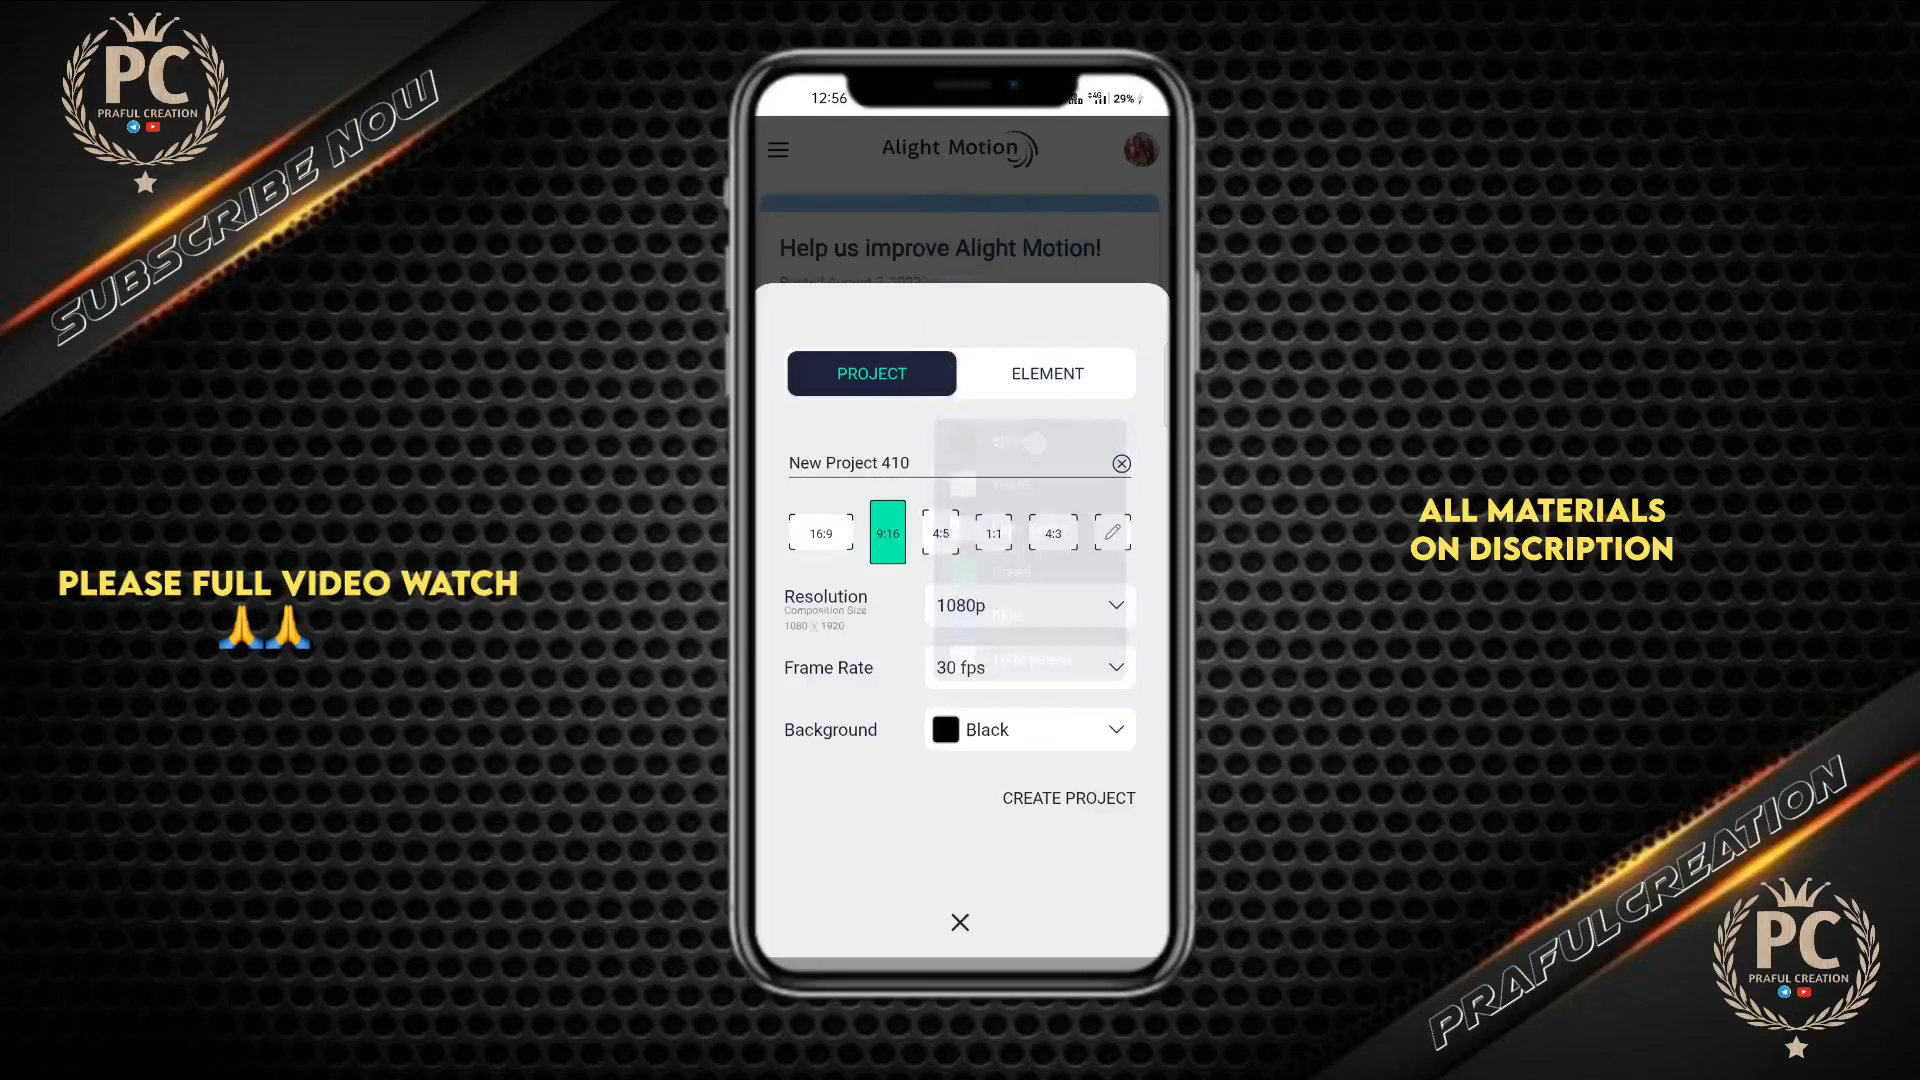 PC
PRAFUL CREATION
SUBSCRIBE NOW
PLEASE FULL VIDEO WATCH
🙏🙏
12:56
4G
29%
Alight Motion
Help us improve Alight Motion!
PROJECT
ELEMENT
New Project 410
16:9
9:16
4:5
1:1
4:3
Resolution
Composition Size
1080 X 1920
1080p
Frame Rate
30 fps
Background
Black
CREATE PROJECT
ALL MATERIALS
ON DISCRIPTION
PRAFULCREATION
PC
PRAFUL CREATION